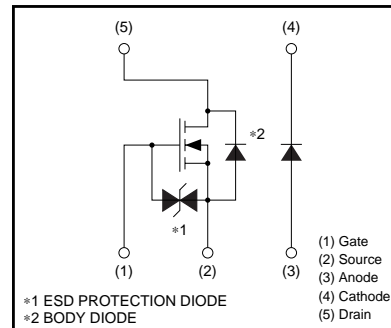 (5) (4)
∗2
∗1
(1) (2) (3)
(1) Gate
(2) Source
(3) Anode
(4) Cathode
(5) Drain
∗1 ESD PROTECTION DIODE
∗2 BODY DIODE